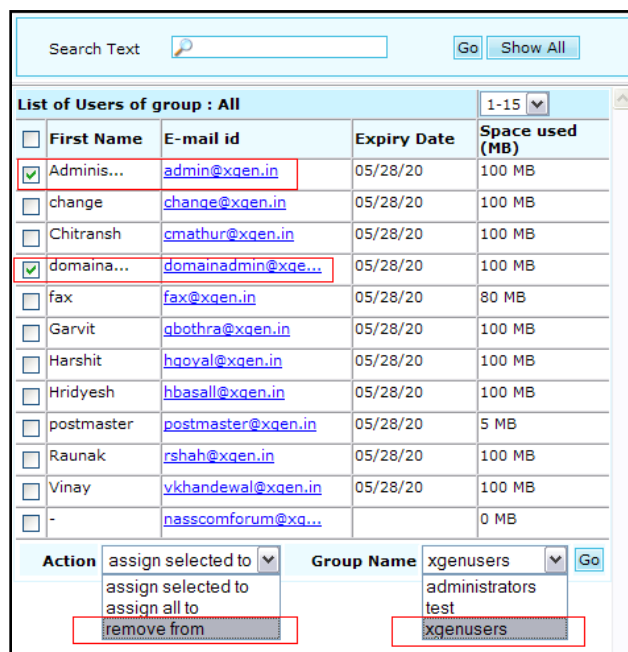 Search Text Go Show All
List of Users of group : All 1-15
First Name E-mail id Expiry Date Space used (MB)
Adminis... admin@xgen.in 05/28/20 100 MB
change change@xgen.in 05/28/20 100 MB
Chitransh cmathur@xgen.in 05/28/20 100 MB
domaina... domainadmin@xge... 05/28/20 100 MB
fax fax@xgen.in 05/28/20 80 MB
Garvit gbothra@xgen.in 05/28/20 100 MB
Harshit hgoyal@xgen.in 05/28/20 100 MB
Hridyesh hbasall@xgen.in 05/28/20 100 MB
postmaster postmaster@xgen.in 05/28/20 5 MB
Raunak rshah@xgen.in 05/28/20 100 MB
Vinay vkhandewal@xgen.in 05/28/20 100 MB
- nasscomforum@xg... 0 MB
Action assign selected to Group Name xgenusers Go
assign selected to administrators
assign all to test
remove from xgenusers